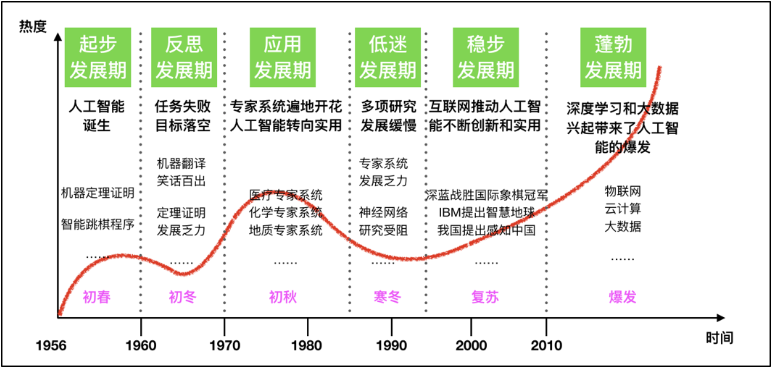 热度
起步
发展期
反思
发展期
应用
发展期
低迷
发展期
稳步
发展期
蓬勃
发展期
人工智能
诞生
任务失败
目标落空
专家系统遍地开花
人工智能转向实用
多项研究
发展缓慢
互联网推动人工智
能不断创新和实用
深度学习和大数据
兴起带来了人工智
能的爆发
机器定理证明
智能跳棋程序
……
机器翻译
笑话百出
定理证明
发展乏力
……
医疗专家系统
化学专家系统
地质专家系统
……
专家系统
发展乏力
神经网络
研究受阻
……
深蓝战胜国际象棋冠军
IBM提出智慧地球
我国提出感知中国
……
物联网
云计算
大数据
……
初春
初冬
初秋
寒冬
复苏
爆发
时间
1956
1960
1970
1980
1990
2000
2010